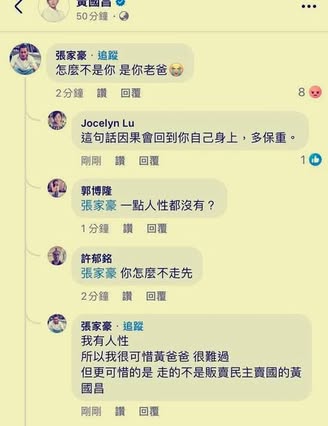 黃國昌
50分鐘 ·
張家豪 · 追蹤
怎麼不是你 是你老爸😭
2分鐘 讚 回覆
8 😡
Jocelyn Lu
這句話因果會回到你自己身上，多保重。
剛剛 讚 回覆
1 👍
郭博隆
張家豪 一點人性都沒有？
1分鐘 讚 回覆
許郁銘
張家豪 你怎麼不走先
2分鐘 讚 回覆
張家豪 · 追蹤
我有人性
所以我很可惜黃爸爸 很難過
但更可惜的是 走的不是販賣民主賣國的黃
國昌
剛剛 讚 回覆